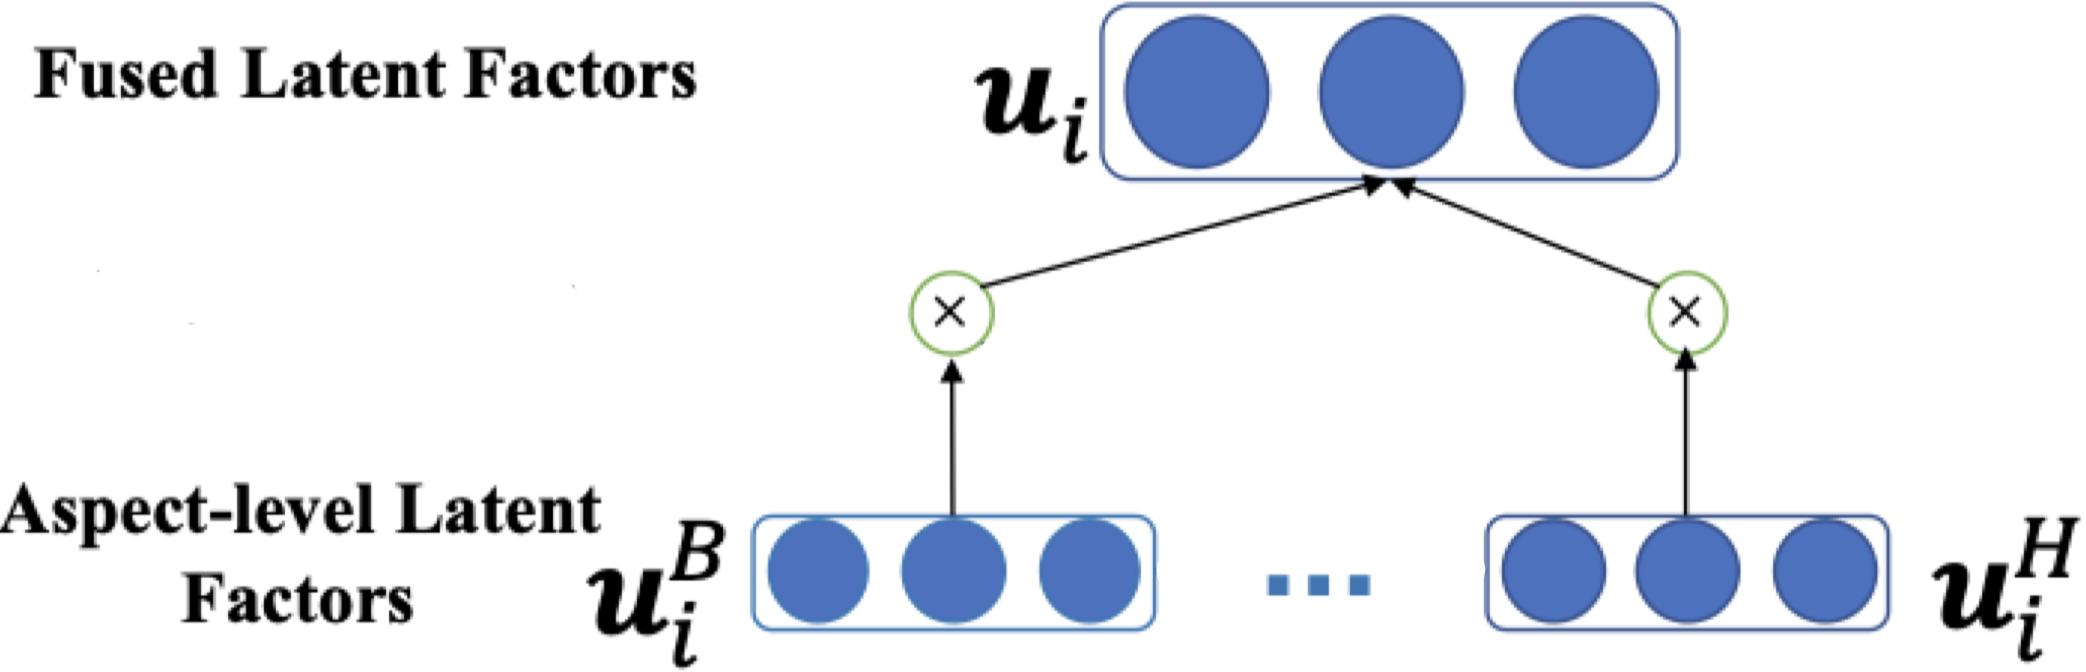 Fused Latent Factors
u_i
×
×
Aspect-level Latent
Factors
u_i^B
...
u_i^H